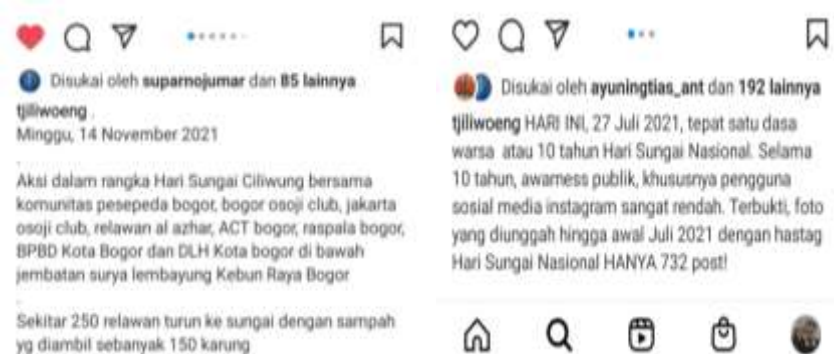 Disukai oleh suparnojumar dan 85 lainnya
tjiliwoeng .
Minggu, 14 November 2021
.
Aksi dalam rangka Hari Sungai Ciliwung bersama
komunitas pesepeda bogor, bogor osoji club, jakarta
osoji club, relawan al azhar, ACT bogor, raspala bogor,
BPBD Kota Bogor dan DLH Kota bogor di bawah
jembatan surya lembayung Kebun Raya Bogor
.
Sekitar 250 relawan turun ke sungai dengan sampah
yg diambil sebanyak 150 karung
Disukai oleh ayuningtias_ant dan 192 lainnya
tjiliwoeng HARI INI, 27 Juli 2021, tepat satu dasa
warsa atau 10 tahun Hari Sungai Nasional. Selama
10 tahun, awarness publik, khususnya pengguna
sosial media instagram sangat rendah. Terbukti, foto
yang diunggah hingga awal Juli 2021 dengan hastag
Hari Sungai Nasional HANYA 732 post!